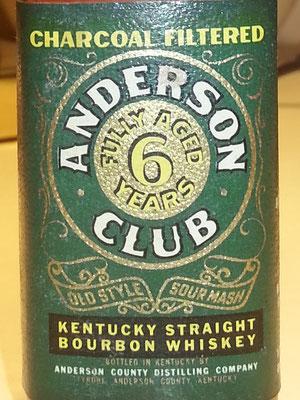 CHARCOAL FILTERED
ANDERSON
FULLY AGED
6
YEARS
CLUB
OLD STYLE SOUR MASH
KENTUCKY STRAIGHT
BOURBON WHISKEY
BOTTLED IN KENTUCKY BY
ANDERSON COUNTY DISTILLING COMPANY
TYRONE, ANDERSON COUNTY, KENTUCKY